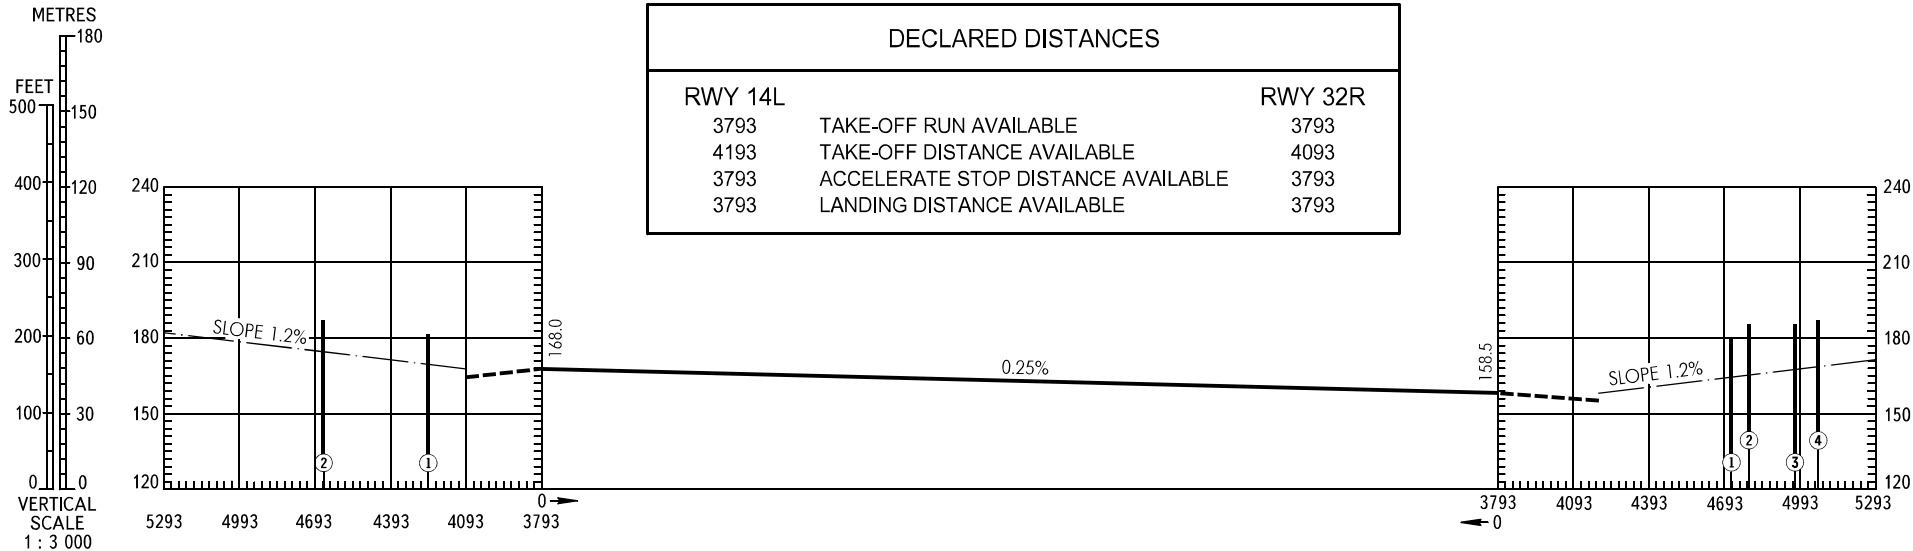 METRES
180
FEET
500
150
400
120
300
90
200
60
100
30
0
0
VERTICAL
SCALE
1 : 3 000
DECLARED DISTANCES
RWY 14L RWY 32R
3793 TAKE-OFF RUN AVAILABLE 3793
4193 TAKE-OFF DISTANCE AVAILABLE 4093
3793 ACCELERATE STOP DISTANCE AVAILABLE 3793
3793 LANDING DISTANCE AVAILABLE 3793
240
210
180
150
120
SLOPE 1.2%
2
1
168.0
0
5293 4993 4693 4393 4093 3793
0.25%
158.5
SLOPE 1.2%
1
2
3
4
240
210
180
150
120
3793 4093 4393 4693 4993 5293
0